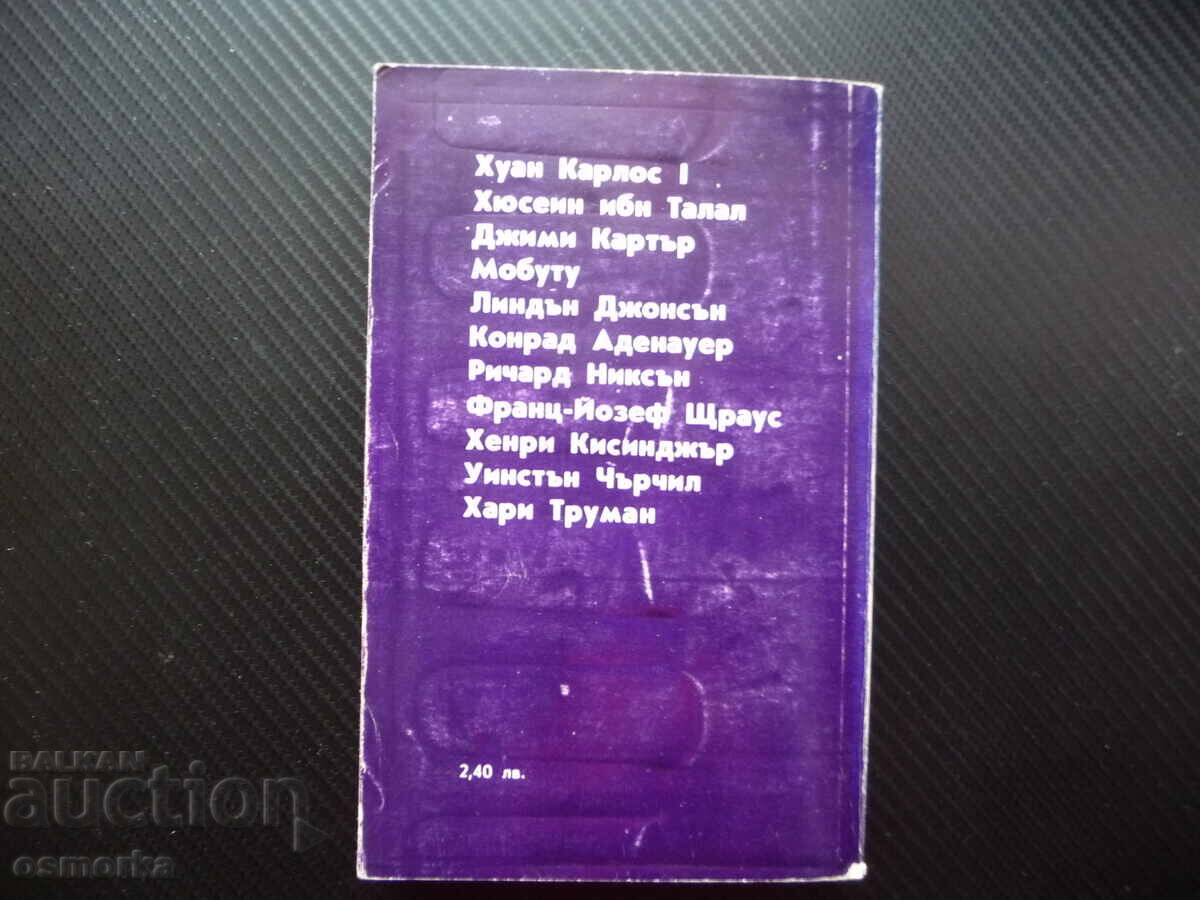 Хуан Карлос I
Хюсеин ибн Талал
Джими Картър
Мобуту
Линдън Джонсън
Конрад Аденауер
Ричард Никсън
Франц-Йозеф Щраус
Хенри Кисинджър
Уинстън Чърчил
Хари Труман
2,40 лв.
BALKAN
auction
osmorka